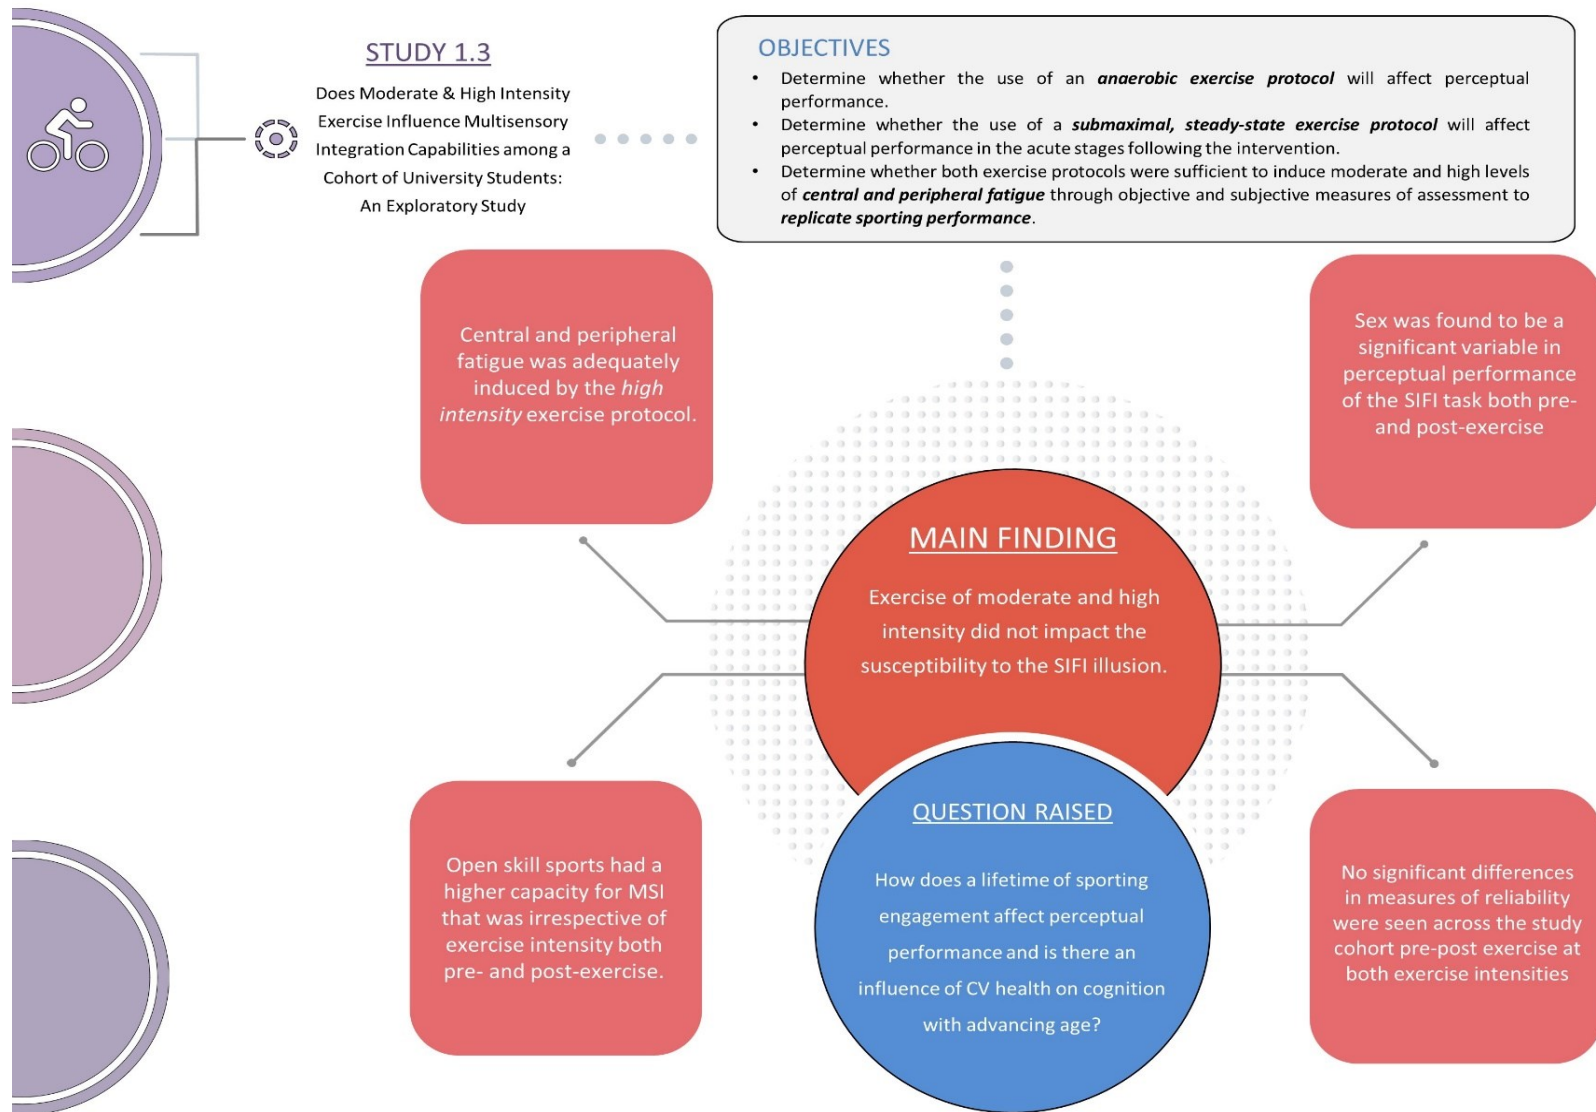 STUDY 1.3
Does Moderate & High Intensity
Exercise Influence Multisensory
Integration Capabilities among a
Cohort of University Students:
An Exploratory Study
OBJECTIVES
• Determine whether the use of an anaerobic exercise protocol will affect perceptual
performance.
• Determine whether the use of a submaximal, steady-state exercise protocol will affect
perceptual performance in the acute stages following the intervention.
• Determine whether both exercise protocols were sufficient to induce moderate and high levels
of central and peripheral fatigue through objective and subjective measures of assessment to
replicate sporting performance.
Central and peripheral
fatigue was adequately
induced by the high
intensity exercise protocol.
Sex was found to be a
significant variable in
perceptual performance
of the SIFI task both pre-
and post-exercise
MAIN FINDING
Exercise of moderate and high
intensity did not impact the
susceptibility to the SIFI illusion.
Open skill sports had a
higher capacity for MSI
that was irrespective of
exercise intensity both
pre- and post-exercise.
QUESTION RAISED
How does a lifetime of sporting
engagement affect perceptual
performance and is there an
influence of CV health on cognition
with advancing age?
No significant differences
in measures of reliability
were seen across the study
cohort pre-post exercise at
both exercise intensities